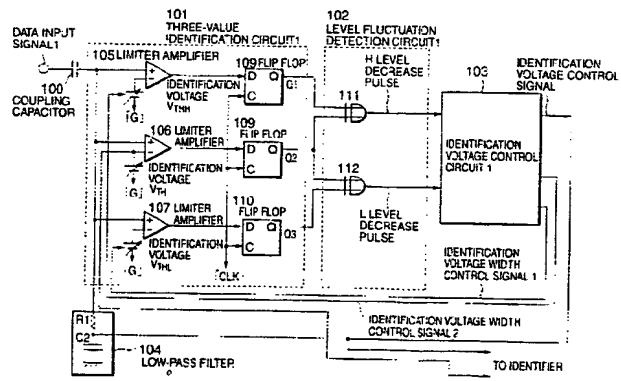 101
THREE-VALUE
IDENTIFICATION CIRCUIT1
102
LEVEL FLUCTUATION
DETECTION CIRCUIT1
DATA INPUT
SIGNAL1
105 LIMITER AMPLIFIER
109 FLIP FLOP
D Q
C
Q1
100
COUPLING
CAPACITOR
G
IDENTIFICATION
VOLTAGE
VTHH
111
H LEVEL
DECREASE
PULSE
103
IDENTIFICATION
VOLTAGE CONTROL
SIGNAL
106 LIMITER
AMPLIFIER
109
FLIP FLOP
D Q
C
Q2
IDENTIFICATION
VOLTAGE
VTH
G
112
IDENTIFICATION
VOLTAGE CONTROL
CIRCUIT 1
107 LIMITER
AMPLIFIER
110
FLIP FLOP
D Q
C
Q3
IDENTIFICATION
VOLTAGE
VTHL
G
CLK
L LEVEL
DECREASE
PULSE
IDENTIFICATION
VOLTAGE WIDTH
CONTROL SIGNAL 1
IDENTIFICATION VOLTAGE WIDTH
CONTROL SIGNAL 2
R1
C2
104
LOW-PASS FILTER
TO IDENTIFIER